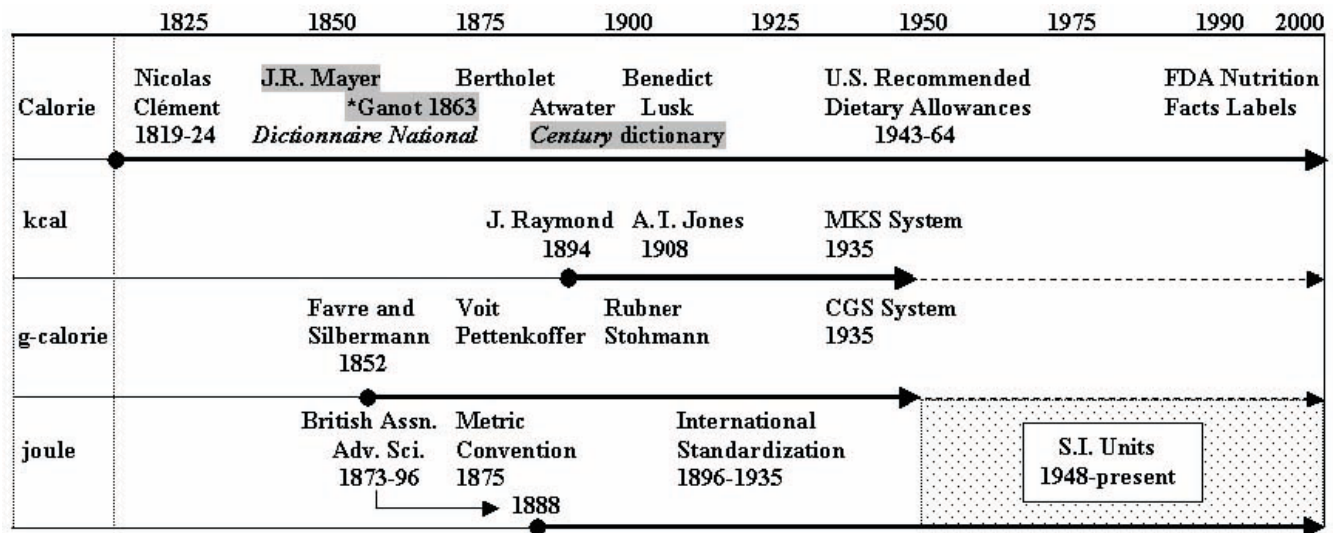 1825 1850 1875 1900 1925 1950 1975 1990 2000
Calorie
Nicolas
Clément
1819-24
J.R. Mayer
*Ganot 1863
Dictionnaire National
Bertholet
Atwater
Century dictionary
Benedict
Lusk
U.S. Recommended
Dietary Allowances
1943-64
FDA Nutrition
Facts Labels
kcal
J. Raymond
1894
A.T. Jones
1908
MKS System
1935
g-calorie
Favre and
Silbermann
1852
Voit
Pettenkoffer
Rubner
Stohmann
CGS System
1935
joule
British Assn.
Adv. Sci.
1873-96
Metric
Convention
1875
1888
International
Standardization
1896-1935
S.I. Units
1948-present